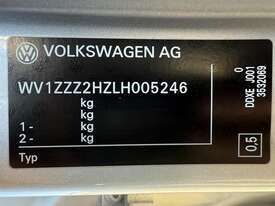 VOLKSWAGEN AG
WV1ZZZ2HZLH005246
kg
kg
1- kg
2- kg
Typ
0
DDXE J001
3532069
0,5